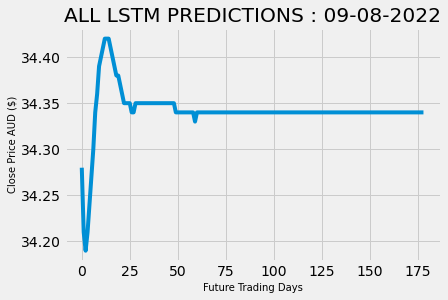 ALL LSTM PREDICTIONS : 09-08-2022
34.40
34.35
34.30
34.25
34.20
Close Price AUD ($)
0 25 50 75 100 125 150 175
Future Trading Days